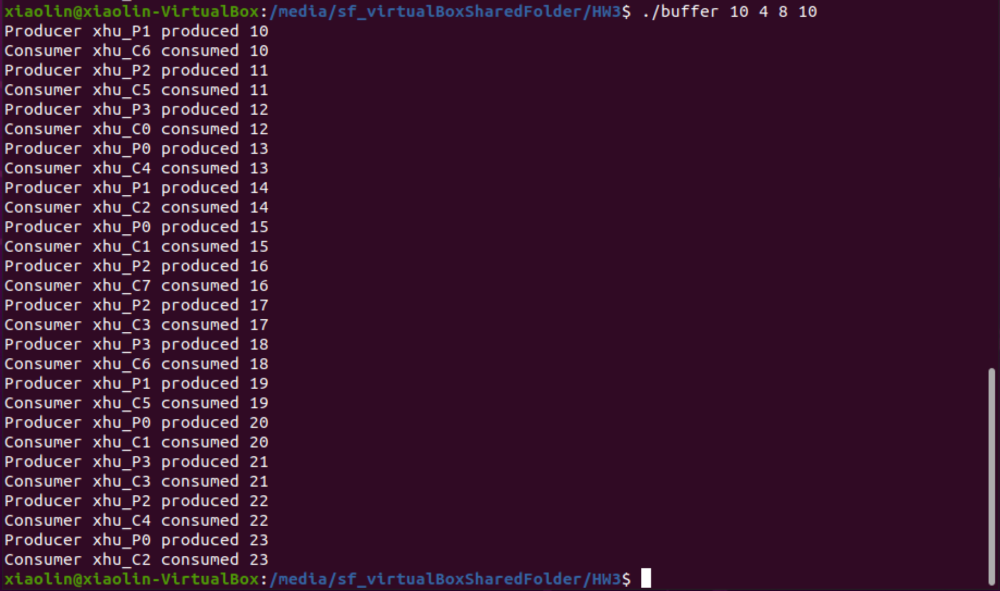 xiaolin@xiaolin-VirtualBox:/media/sf_virtualBoxSharedFolder/HW3$ ./buffer 10 4 8 10
Producer xhu_P1 produced 10
Consumer xhu_C6 consumed 10
Producer xhu_P2 produced 11
Consumer xhu_C5 consumed 11
Producer xhu_P3 produced 12
Consumer xhu_C0 consumed 12
Producer xhu_P0 produced 13
Consumer xhu_C4 consumed 13
Producer xhu_P1 produced 14
Consumer xhu_C2 consumed 14
Producer xhu_P0 produced 15
Consumer xhu_C1 consumed 15
Producer xhu_P2 produced 16
Consumer xhu_C7 consumed 16
Producer xhu_P2 produced 17
Consumer xhu_C3 consumed 17
Producer xhu_P3 produced 18
Consumer xhu_C6 consumed 18
Producer xhu_P1 produced 19
Consumer xhu_C5 consumed 19
Producer xhu_P0 produced 20
Consumer xhu_C1 consumed 20
Producer xhu_P3 produced 21
Consumer xhu_C3 consumed 21
Producer xhu_P2 produced 22
Consumer xhu_C4 consumed 22
Producer xhu_P0 produced 23
Consumer xhu_C2 consumed 23
xiaolin@xiaolin-VirtualBox:/media/sf_virtualBoxSharedFolder/HW3$